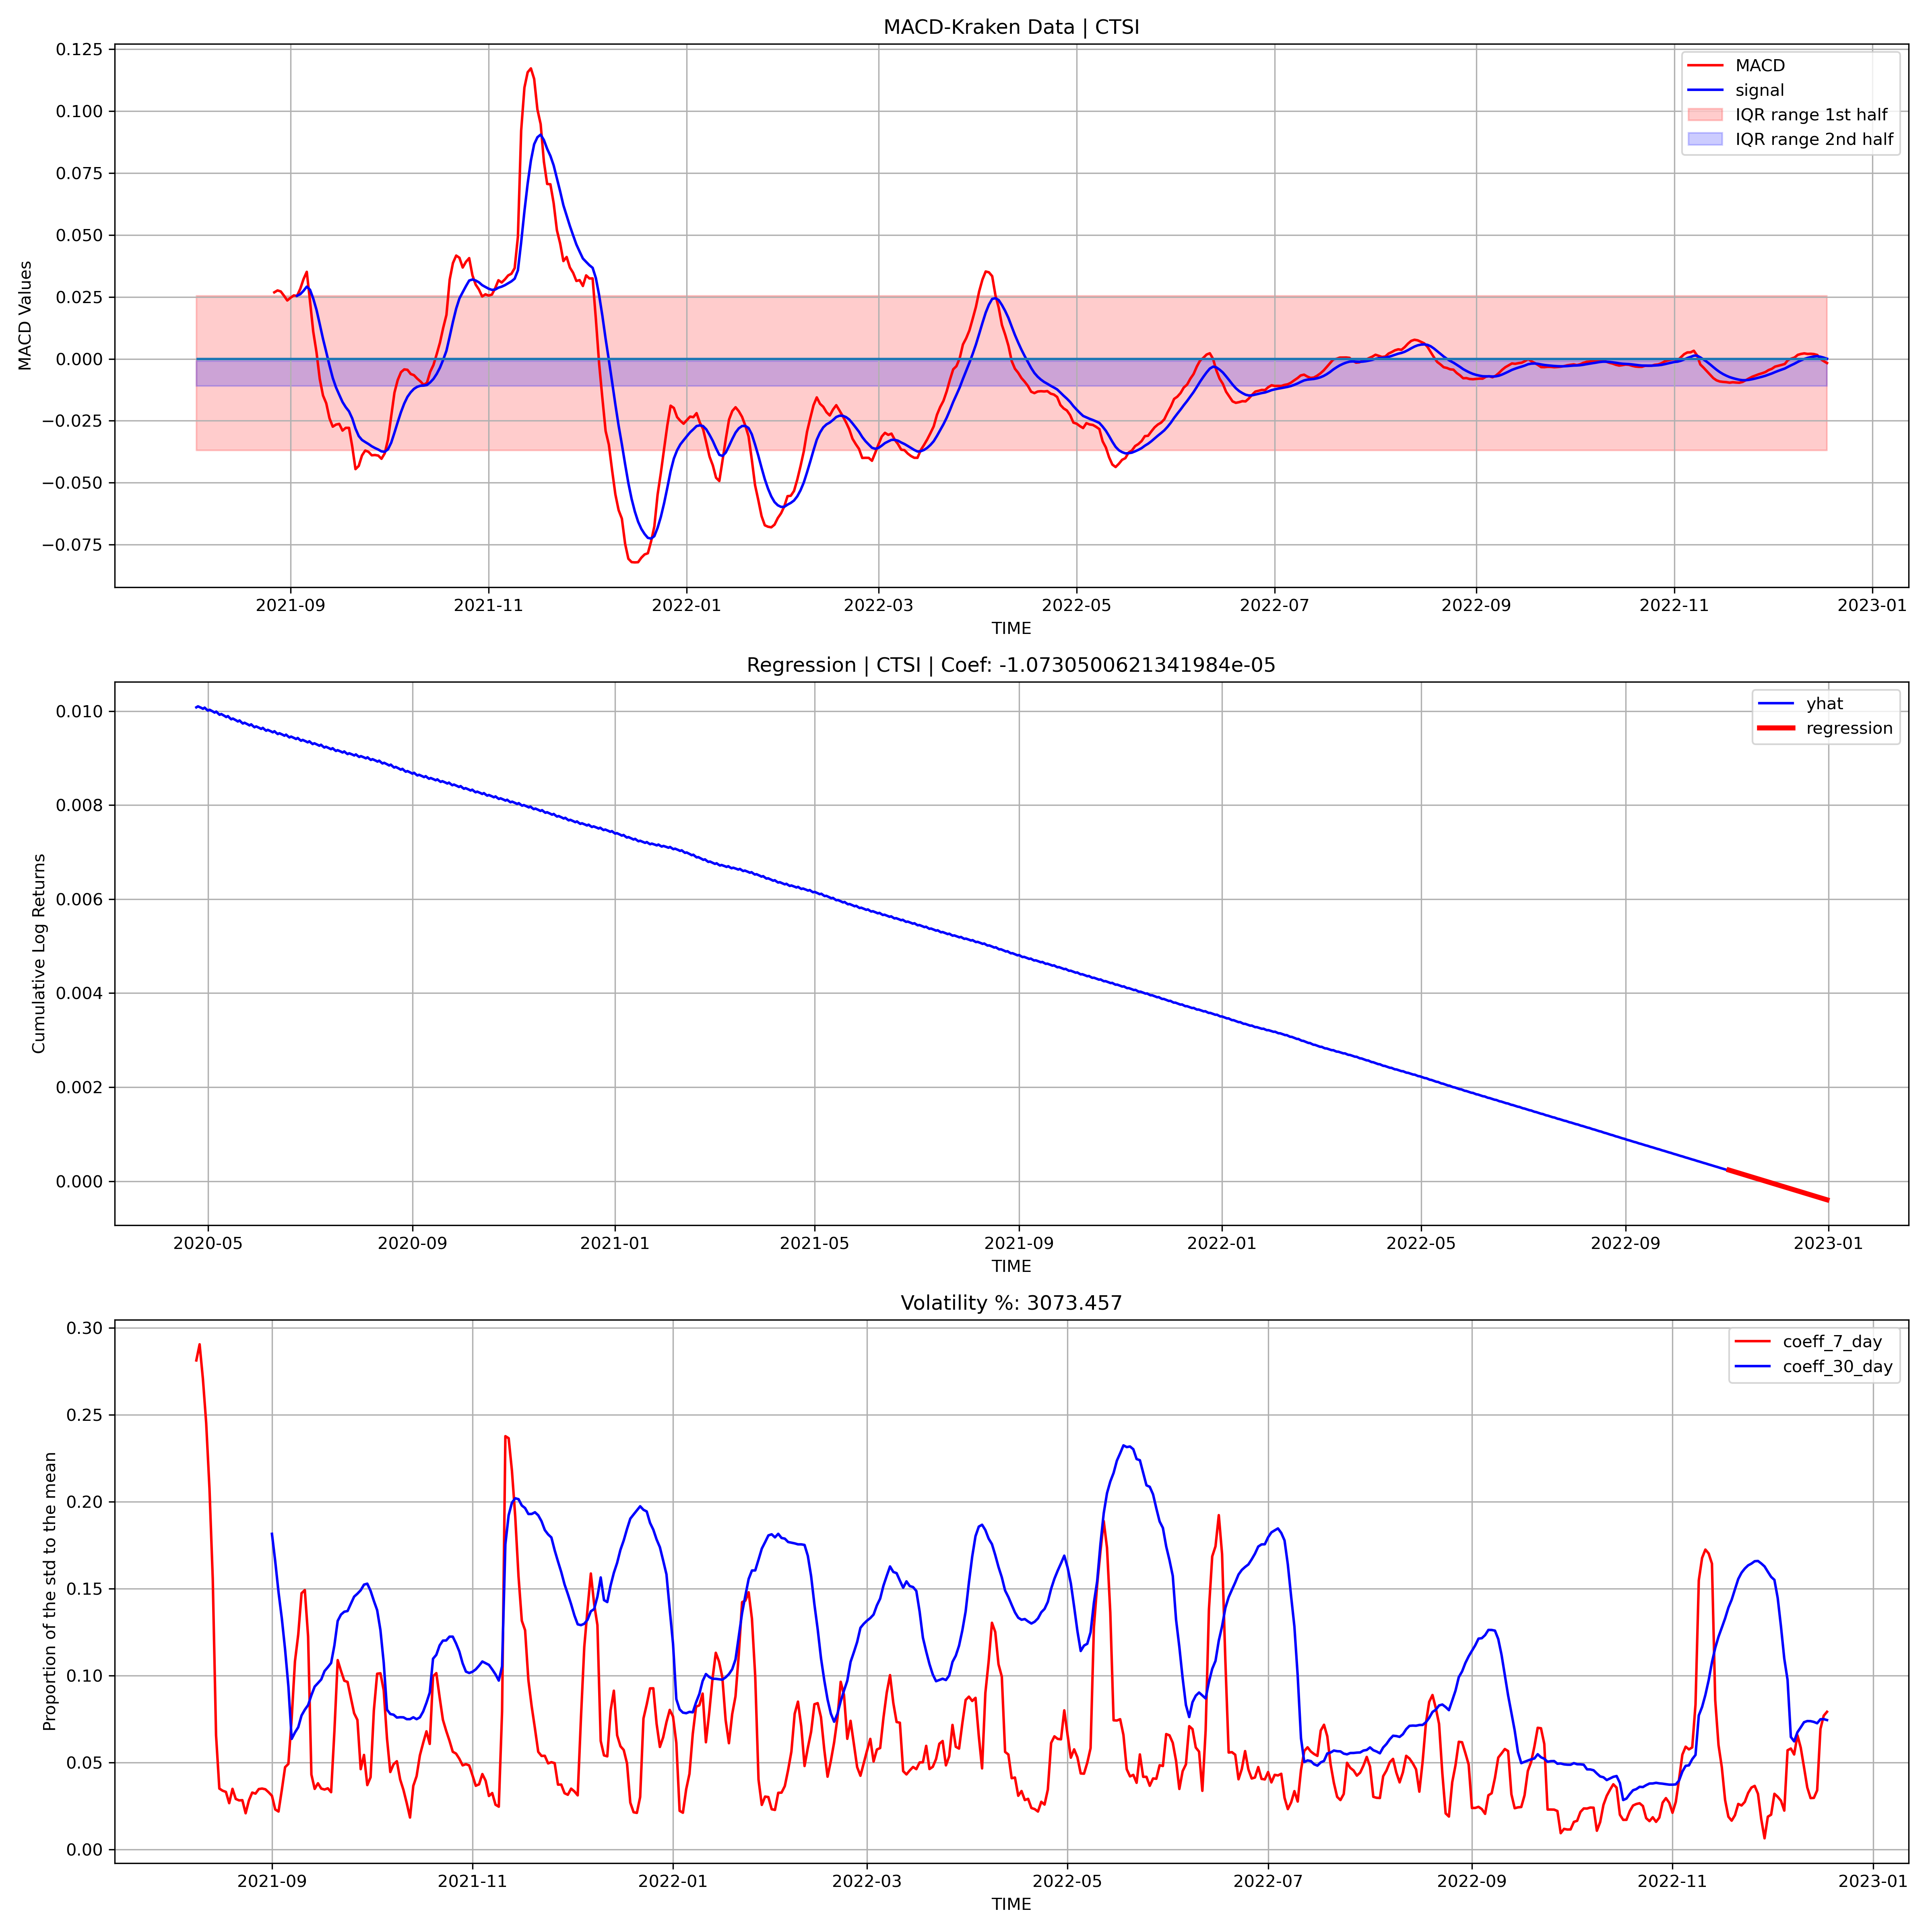 MACD-Kraken Data | CTSI
MACD Values
0.125
0.100
0.075
0.050
0.025
0.000
−0.025
−0.050
−0.075
MACD
signal
IQR range 1st half
IQR range 2nd half
2021-09 2021-11 2022-01 2022-03 2022-05 2022-07 2022-09 2022-11 2023-01
TIME
Regression | CTSI | Coef: -1.0730500621341984e-05
Cumulative Log Returns
0.010
0.008
0.006
0.004
0.002
0.000
yhat
regression
2020-05 2020-09 2021-01 2021-05 2021-09 2022-01 2022-05 2022-09 2023-01
TIME
Volatility %: 3073.457
Proportion of the std to the mean
0.30
0.25
0.20
0.15
0.10
0.05
0.00
coeff_7_day
coeff_30_day
2021-09 2021-11 2022-01 2022-03 2022-05 2022-07 2022-09 2022-11 2023-01
TIME